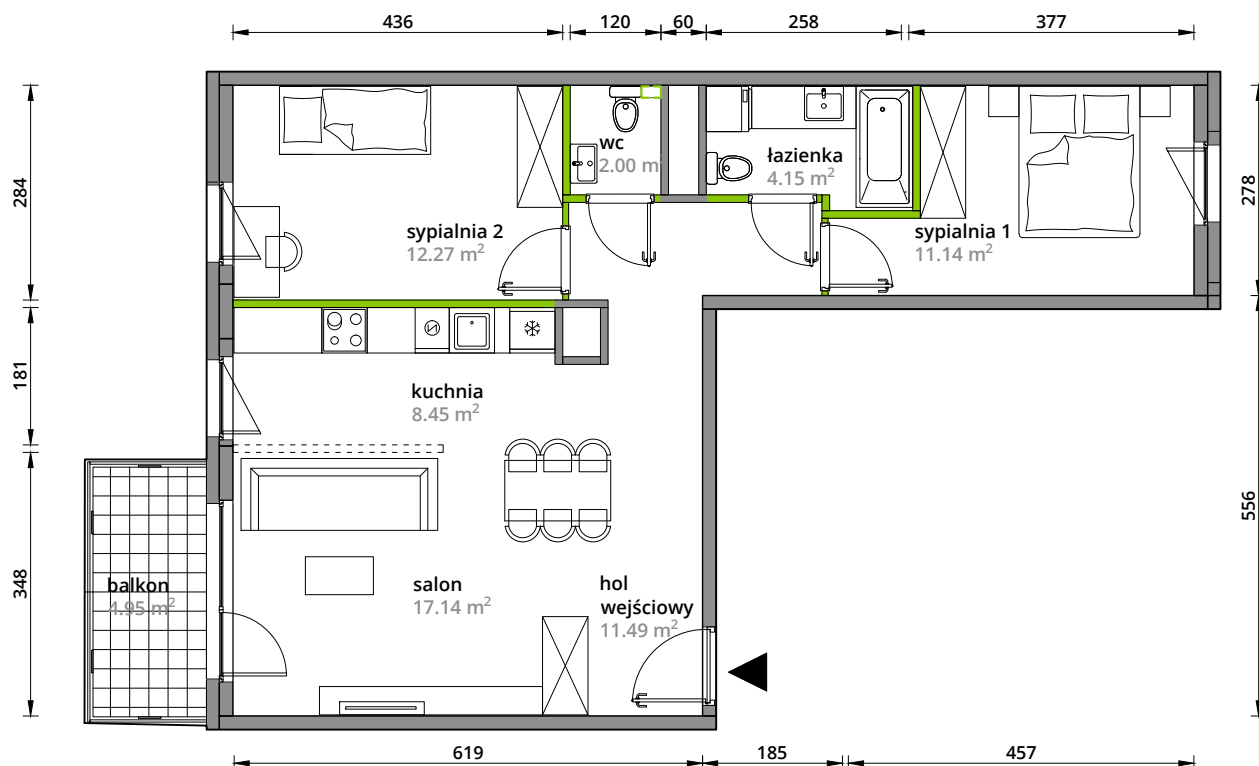 436
120
60
258
377
284
181
348
278
556
wc
2.00 m²
łazienka
4.15 m²
sypialnia 2
12.27 m²
sypialnia 1
11.14 m²
kuchnia
8.45 m²
balkon
4.95 m²
salon
17.14 m²
hol
wejściowy
11.49 m²
619
185
457